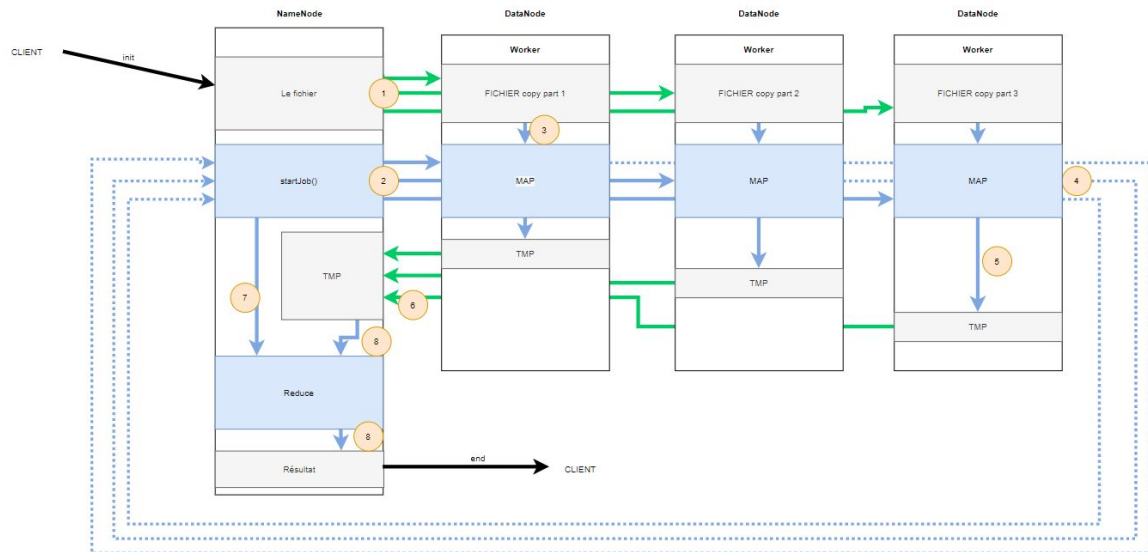 NameNode
DataNode
DataNode
DataNode
CLIENT
init
Worker
Worker
Worker
Le fichier
1
FICHIER copy part 1
FICHIER copy part 2
FICHIER copy part 3
3
startJob()
2
MAP
MAP
MAP
4
TMP
TMP
5
TMP
7
6
TMP
8
Reduce
8
Résultat
end
CLIENT